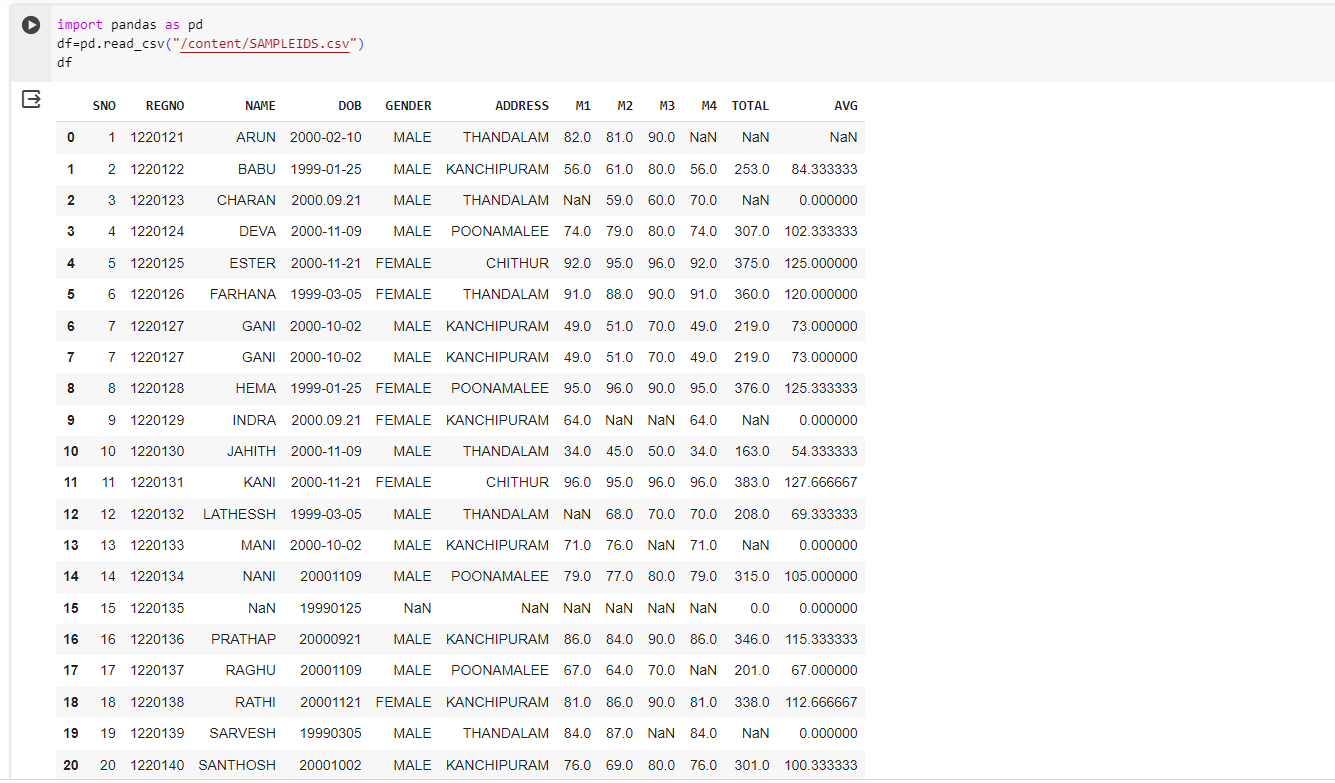 import pandas as pd
df=pd.read_csv("/content/SAMPLEIDS.csv")
df
SNO REGNO NAME DOB GENDER ADDRESS M1 M2 M3 M4 TOTAL AVG
0 1 1220121 ARUN 2000-02-10 MALE THANDALAM 82.0 81.0 90.0 NaN NaN NaN
1 2 1220122 BABU 1999-01-25 MALE KANCHIPURAM 56.0 61.0 80.0 56.0 253.0 84.333333
2 3 1220123 CHARAN 2000.09.21 MALE THANDALAM NaN 59.0 60.0 70.0 NaN 0.000000
3 4 1220124 DEVA 2000-11-09 MALE POONAMALEE 74.0 79.0 80.0 74.0 307.0 102.333333
4 5 1220125 ESTER 2000-11-21 FEMALE CHITHUR 92.0 95.0 96.0 92.0 375.0 125.000000
5 6 1220126 FARHANA 1999-03-05 FEMALE THANDALAM 91.0 88.0 90.0 91.0 360.0 120.000000
6 7 1220127 GANI 2000-10-02 MALE KANCHIPURAM 49.0 51.0 70.0 49.0 219.0 73.000000
7 7 1220127 GANI 2000-10-02 MALE KANCHIPURAM 49.0 51.0 70.0 49.0 219.0 73.000000
8 8 1220128 HEMA 1999-01-25 FEMALE POONAMALEE 95.0 96.0 90.0 95.0 376.0 125.333333
9 9 1220129 INDRA 2000.09.21 FEMALE KANCHIPURAM 64.0 NaN NaN 64.0 NaN 0.000000
10 10 1220130 JAHITH 2000-11-09 MALE THANDALAM 34.0 45.0 50.0 34.0 163.0 54.333333
11 11 1220131 KANI 2000-11-21 FEMALE CHITHUR 96.0 95.0 96.0 96.0 383.0 127.666667
12 12 1220132 LATHESSH 1999-03-05 MALE THANDALAM NaN 68.0 70.0 70.0 208.0 69.333333
13 13 1220133 MANI 2000-10-02 MALE KANCHIPURAM 71.0 76.0 NaN 71.0 NaN 0.000000
14 14 1220134 NANI 20001109 MALE POONAMALEE 79.0 77.0 80.0 79.0 315.0 105.000000
15 15 1220135 NaN 19990125 NaN NaN NaN NaN NaN NaN 0.0 0.000000
16 16 1220136 PRATHAP 20000921 MALE KANCHIPURAM 86.0 84.0 90.0 86.0 346.0 115.333333
17 17 1220137 RAGHU 20001109 MALE POONAMALEE 67.0 64.0 70.0 NaN 201.0 67.000000
18 18 1220138 RATHI 20001121 FEMALE KANCHIPURAM 81.0 86.0 90.0 81.0 338.0 112.666667
19 19 1220139 SARVESH 19990305 MALE THANDALAM 84.0 87.0 NaN 84.0 NaN 0.000000
20 20 1220140 SANTHOSH 20001002 MALE KANCHIPURAM 76.0 69.0 80.0 76.0 301.0 100.333333